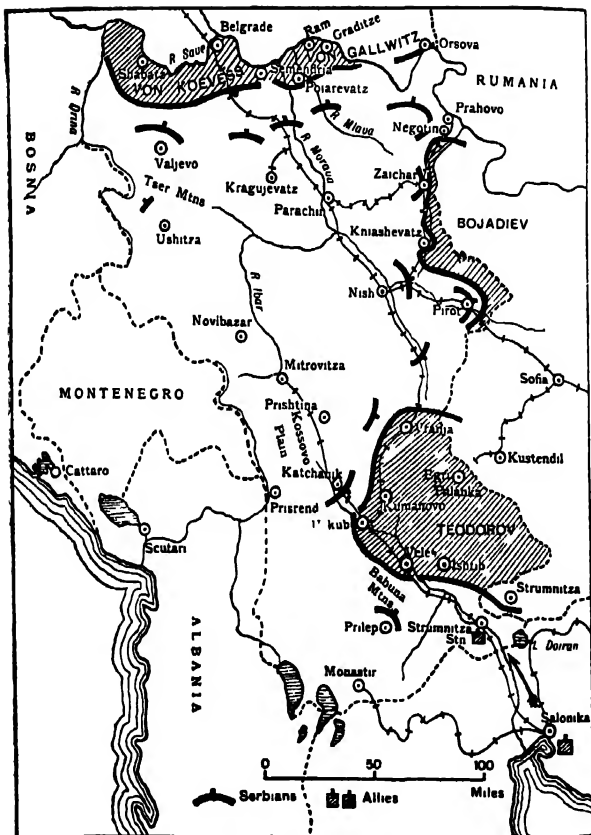 Belgrade
Ram
Graditze
R Save
VON GALLWITZ
Orsova
Shabatz
VON KOEVESS
Semendria
RUMANIA
Pojarevatz
R Drina
R Mlava
Prahovo
Negotin
BOSNIA
Valjevo
R Morava
Zaichar
Kragujevatz
Tser Mtns
Parachin
BOJADIEV
Ushitra
Kniashevatz
R Ibar
Nish
Pirot
Novibazar
Mitrovitza
Sofia
MONTENEGRO
Prishtina
Kossovo Plain
Vranja
Kustendil
Cattaro
Katchanik
Egri Palanka
Prisrend
Kumanovo
kub
TEODOROV
Scutari
Veles
Ishtib
Babuna Mtns
Strumnitza
Prilep
Strumnitza Stn
L Doiran
ALBANIA
Monastir
Salonika
0 50 100
Miles
Serbians
Allies